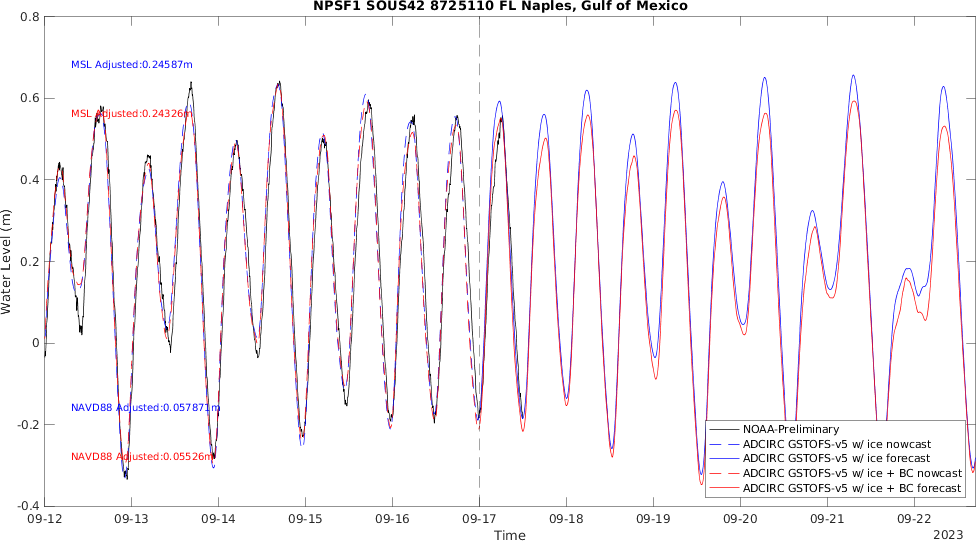 NPSF1 SOUS42 8725110 FL Naples, Gulf of Mexico
0.8
MSL Adjusted:0.24587m
0.6
MSL Adjusted:0.24326m
0.4
Water Level (m)
0.2
0
NAVD88 Adjusted:0.057871m
-0.2
NAVD88 Adjusted:0.05526m
-0.4
NOAA-Preliminary
ADCIRC GSTOFS-v5 w/ ice nowcast
ADCIRC GSTOFS-v5 w/ ice forecast
ADCIRC GSTOFS-v5 w/ ice + BC nowcast
ADCIRC GSTOFS-v5 w/ ice + BC forecast
09-12 09-13 09-14 09-15 09-16 09-17 09-18 09-19 09-20 09-21 09-22
Time
2023